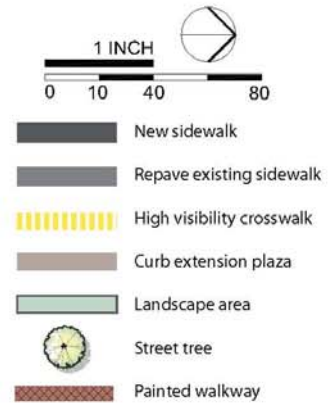 1 INCH
0 10 40 80
New sidewalk
Repave existing sidewalk
High visibility crosswalk
Curb extension plaza
Landscape area
Street tree
Painted walkway